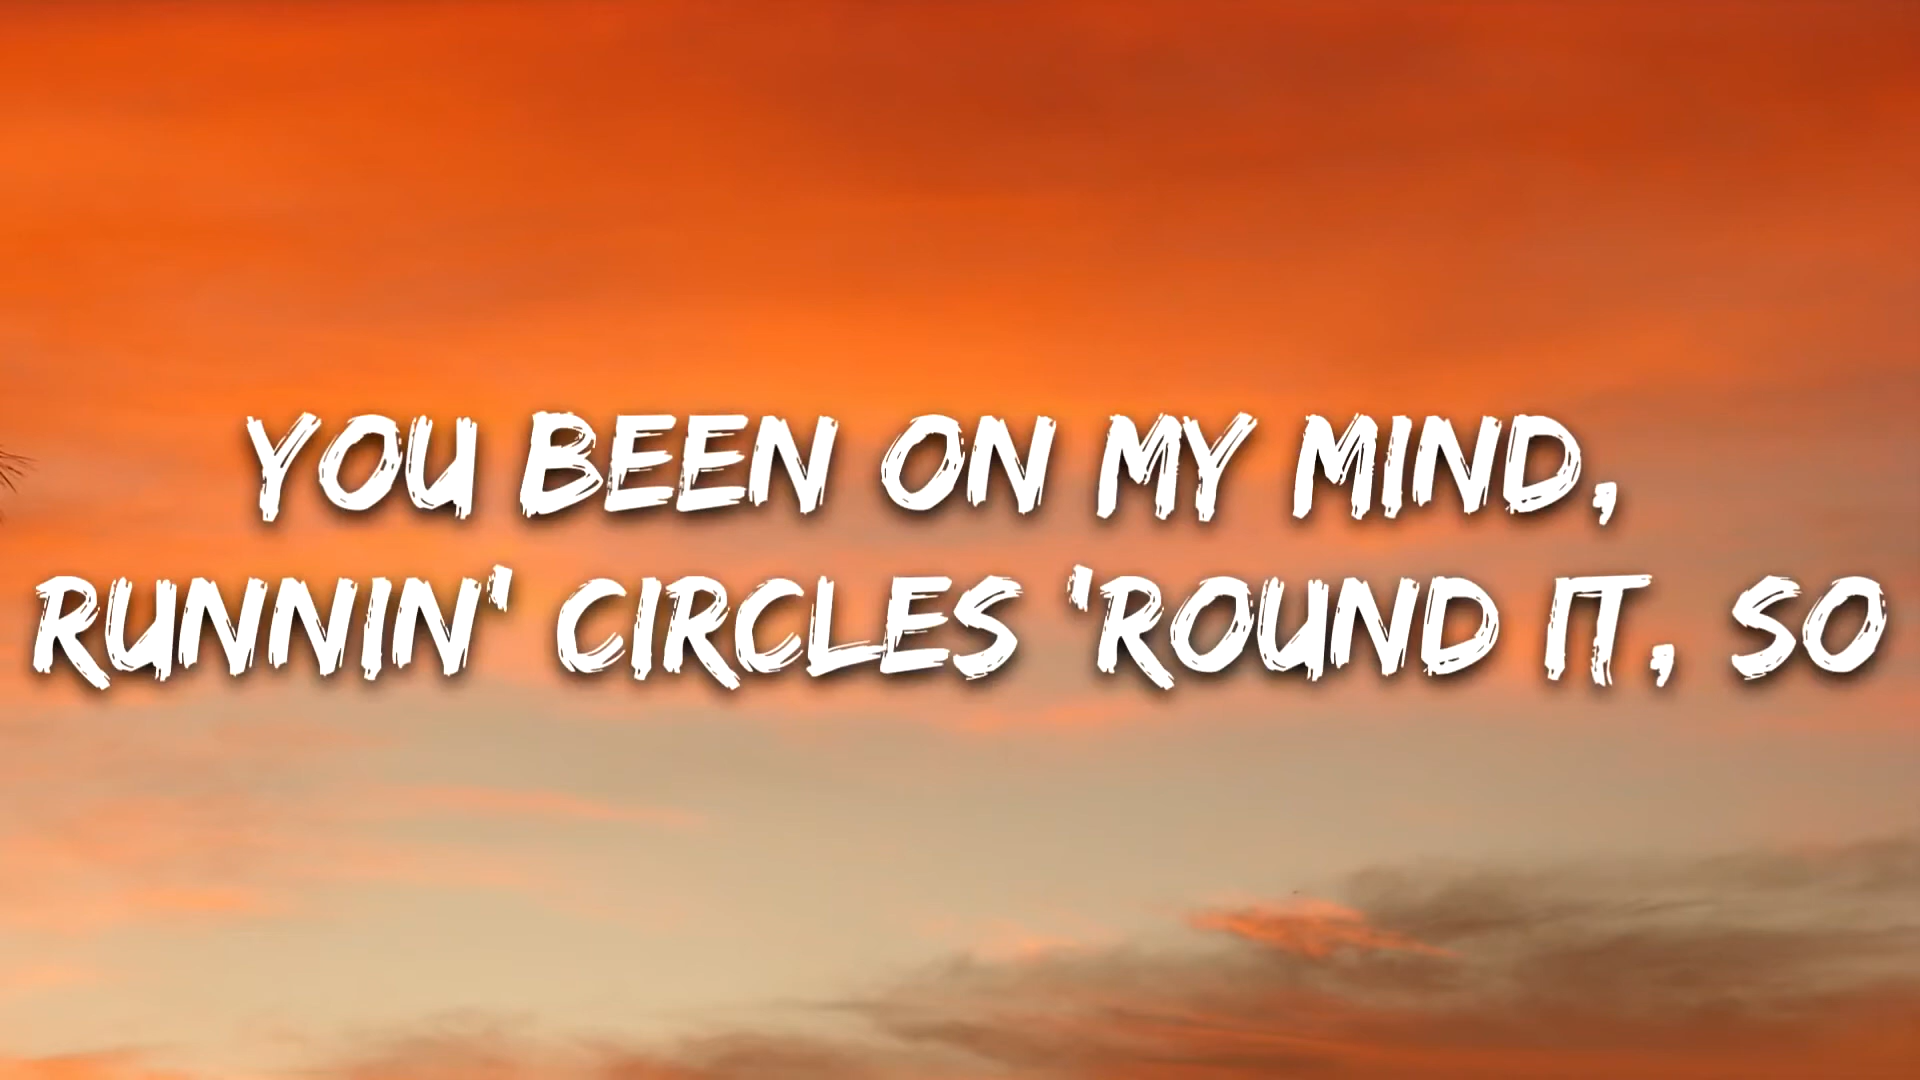 YOU BEEN ON MY MIND,
RUNNIN' CIRCLES 'ROUND IT, SO